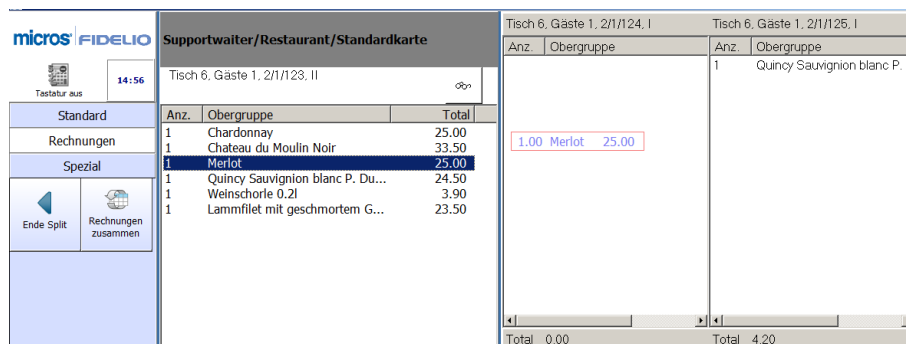 micros FIDELIO
Tastatur aus
14:56
Standard
Rechnungen
Spezial
Ende Split
Rechnungen zusammen
Supportwaiter/Restaurant/Standardkarte
Tisch 6, Gäste 1, 2/1/123, II
Anz. Obergruppe Total
1 Chardonnay 25.00
1 Chateau du Moulin Noir 33.50
1 Merlot 25.00
1 Quincy Sauvignion blanc P. Du... 24.50
1 Weinschorle 0.2l 3.90
1 Lammfilet mit geschmortem G... 23.50
Tisch 6, Gäste 1, 2/1/124, I
Anz. Obergruppe
1.00 Merlot 25.00
Total 0.00
Tisch 6, Gäste 1, 2/1/125, I
Anz. Obergruppe
1 Quincy Sauvignion blanc P.
Total 4.20